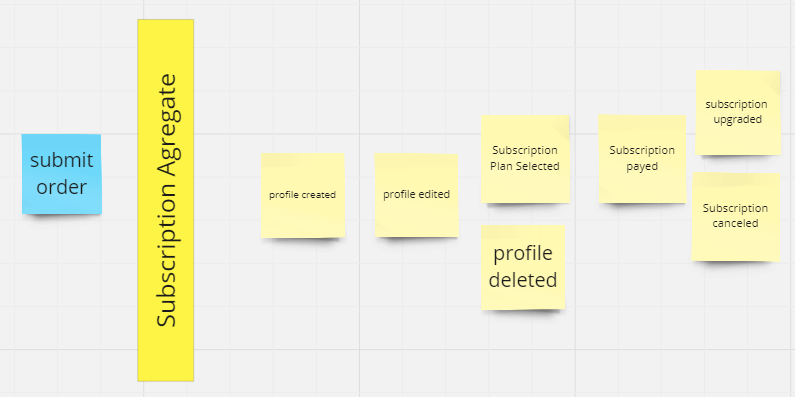 submit
order
Subscription Agregate
profile created
profile edited
Subscription
Plan Selected
profile
deleted
Subscription
payed
subscription
upgraded
Subscription
canceled